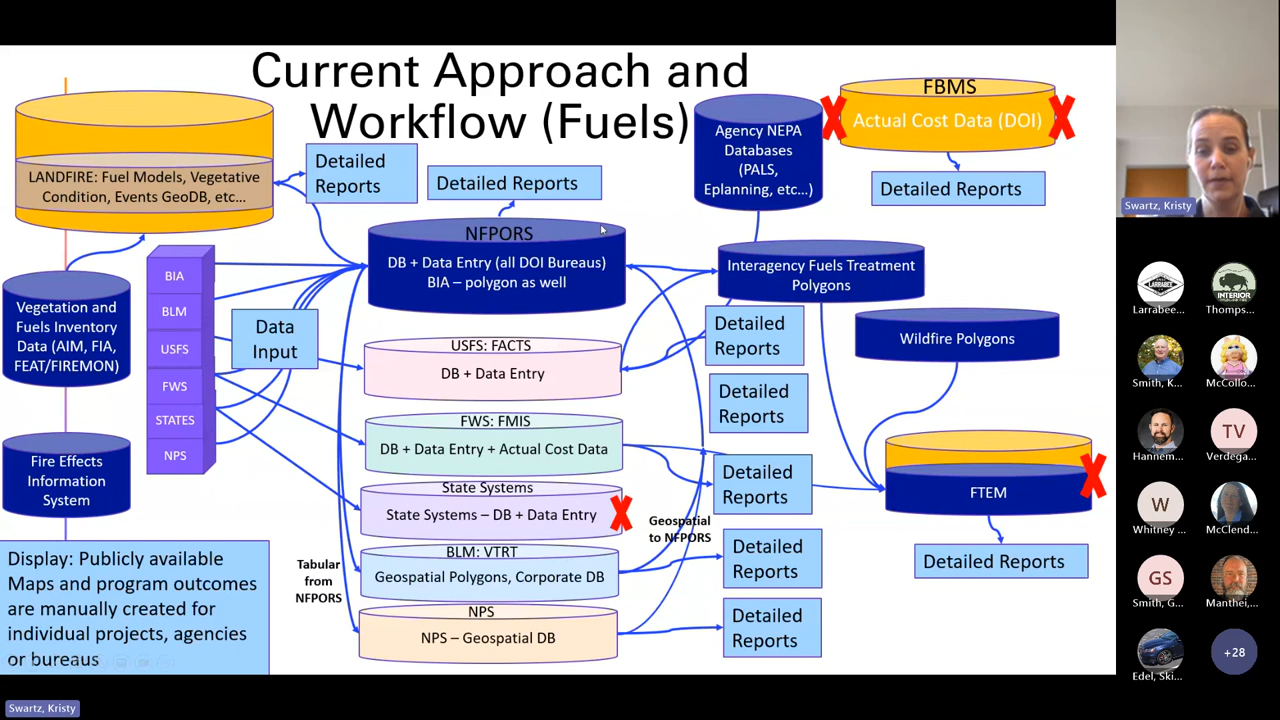 Current Approach and
Workflow (Fuels)
FBMS
Actual Cost Data (DOI)
Detailed Reports
Agency NEPA
Databases
(PALS,
Eplanning, etc...)
LANDFIRE: Fuel Models, Vegetative
Condition, Events GeoDB, etc...
Detailed
Reports
Detailed Reports
NFPORS
DB + Data Entry (all DOI Bureaus)
BIA – polygon as well
Interagency Fuels Treatment
Polygons
Vegetation and
Fuels Inventory
Data (AIM, FIA,
FEAT/FIREMON)
BIA
BLM
USFS
FWS
STATES
NPS
Data
Input
USFS: FACTS
DB + Data Entry
Detailed
Reports
Wildfire Polygons
Detailed
Reports
FWS: FMIS
DB + Data Entry + Actual Cost Data
Detailed
Reports
Fire Effects
Information
System
State Systems
State Systems – DB + Data Entry
Geospatial
to NFPORS
FTEM
Detailed Reports
BLM: VTRT
Geospatial Polygons, Corporate DB
Detailed
Reports
Tabular
from
NFPORS
NPS
NPS – Geospatial DB
Detailed
Reports
Display: Publicly available
Maps and program outcomes
are manually created for
individual projects, agencies
or bureaus
Swartz, Kristy
Swartz, Kristy
LARRABEE
INTERIOR
Larrabee...
Thomps...
Smith, K...
McCollo...
TV
Hannem...
Verdega...
W
Whitney ...
McClend...
GS
Smith, G...
Manthei,...
Edel, Ski...
+28